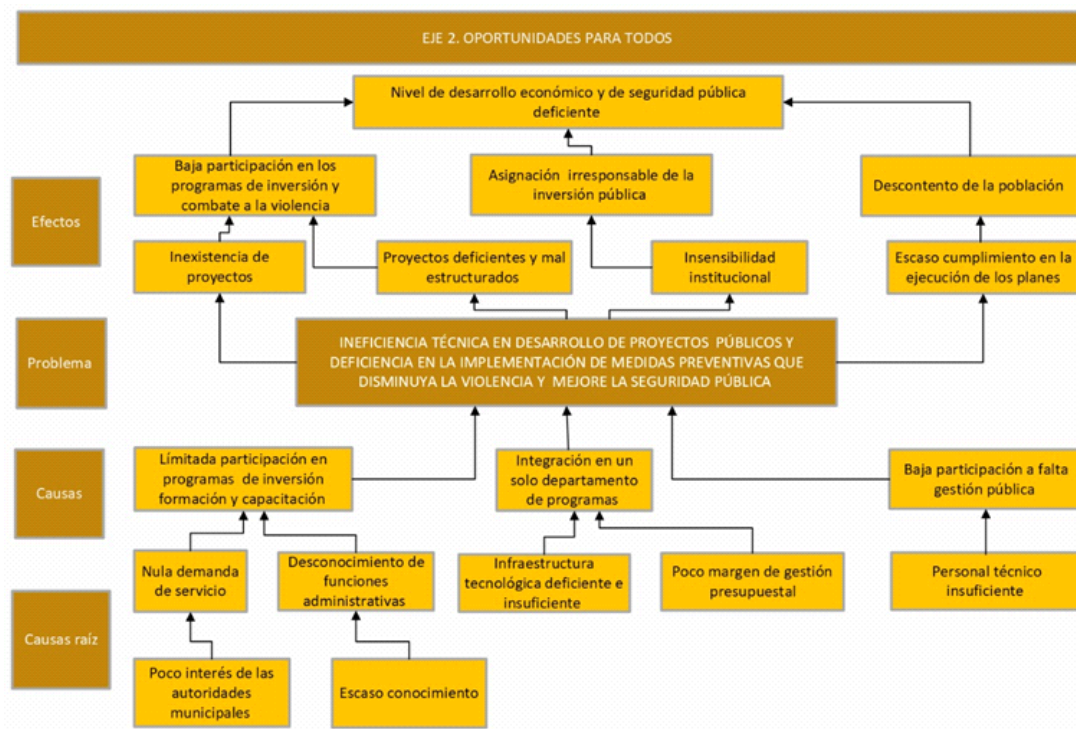 EJE 2. OPORTUNIDADES PARA TODOS
Nivel de desarrollo económico y de seguridad pública
deficiente
Efectos
Baja participación en los
programas de inversión y
combate a la violencia
Asignación irresponsable de la
inversión pública
Descontento de la población
Inexistencia de
proyectos
Proyectos deficientes y mal
estructurados
Insensibilidad
institucional
Escaso cumplimiento en la
ejecución de los planes
Problema
INEFICIENCIA TÉCNICA EN DESARROLLO DE PROYECTOS PÚBLICOS Y
DEFICIENCIA EN LA IMPLEMENTACIÓN DE MEDIDAS PREVENTIVAS QUE
DISMINUYA LA VIOLENCIA Y MEJORE LA SEGURIDAD PÚBLICA
Causas
Límitada participación en
programas de inversión
formación y capacitación
Integración en un
solo departamento
de programas
Baja participación a falta
gestión pública
Nula demanda
de servicio
Desconocimiento de
funciones
administrativas
Infraestructura
tecnológica deficiente e
insuficiente
Poco margen de gestión
presupuestal
Personal técnico
insuficiente
Causas raíz
Poco interés de las
autoridades
municipales
Escaso conocimiento